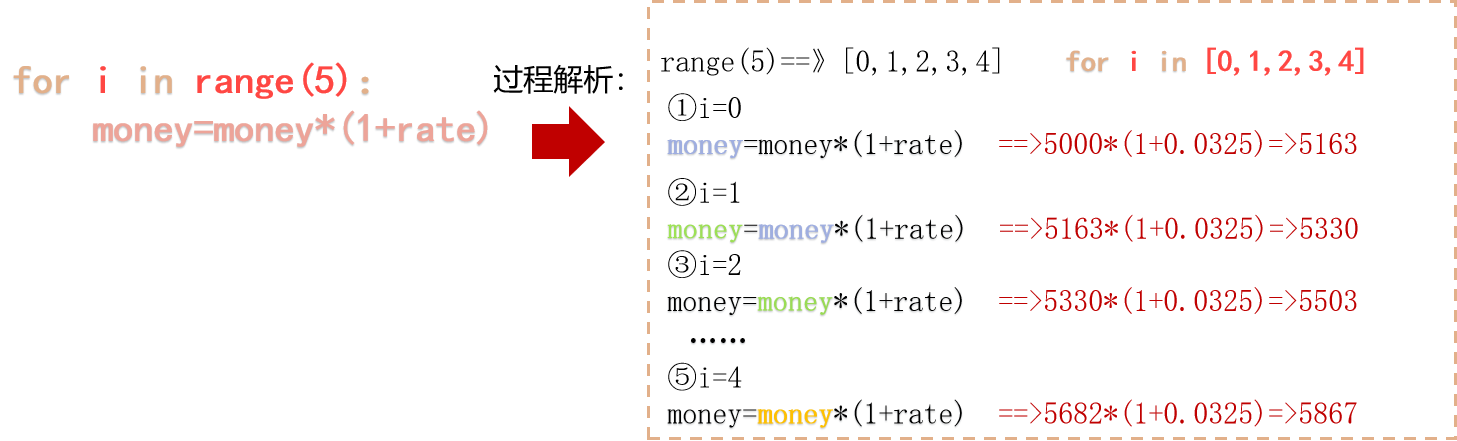 for i in range(5):
money=money*(1+rate)
过程解析:
range(5)==》[0,1,2,3,4] for i in [0,1,2,3,4]
①i=0
money=money*(1+rate) ==>5000*(1+0.0325)=>5163
②i=1
money=money*(1+rate) ==>5163*(1+0.0325)=>5330
③i=2
money=money*(1+rate) ==>5330*(1+0.0325)=>5503
……
⑤i=4
money=money*(1+rate) ==>5682*(1+0.0325)=>5867